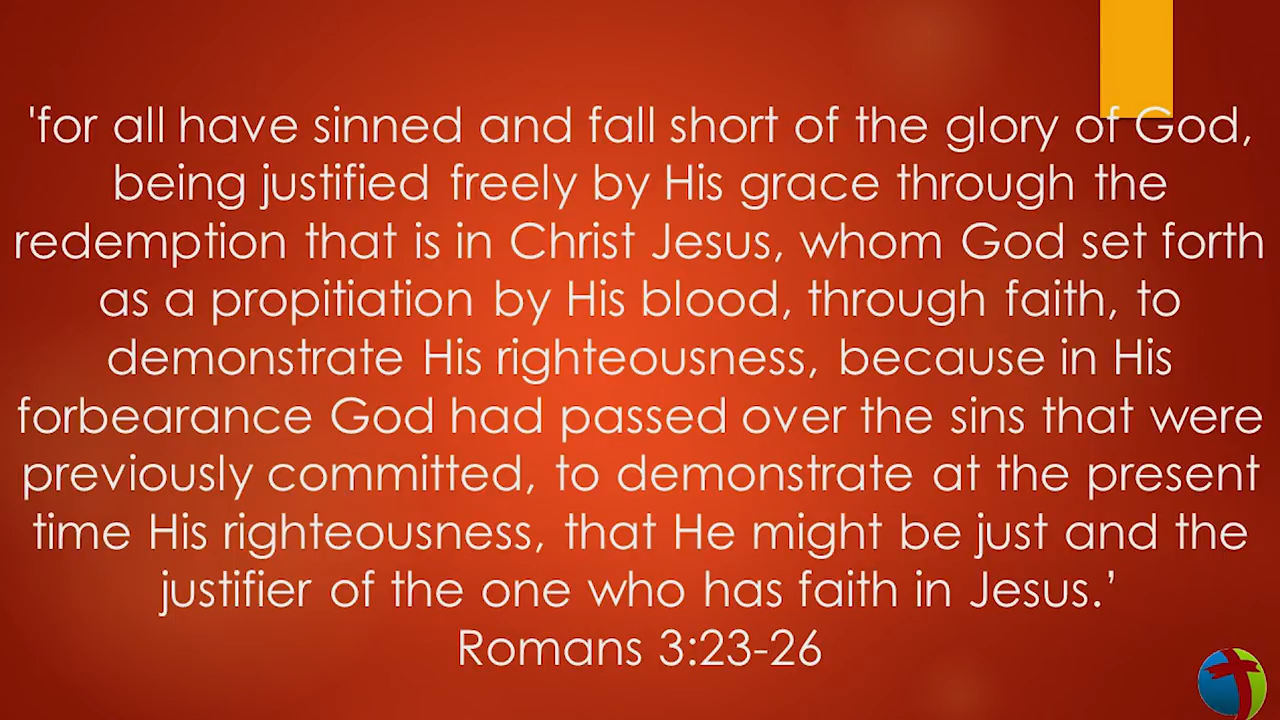 'for all have sinned and fall short of the glory of God,
being justified freely by His grace through the
redemption that is in Christ Jesus, whom God set forth
as a propitiation by His blood, through faith, to
demonstrate His righteousness, because in His
forbearance God had passed over the sins that were
previously committed, to demonstrate at the present
time His righteousness, that He might be just and the
justifier of the one who has faith in Jesus.’
Romans 3:23-26